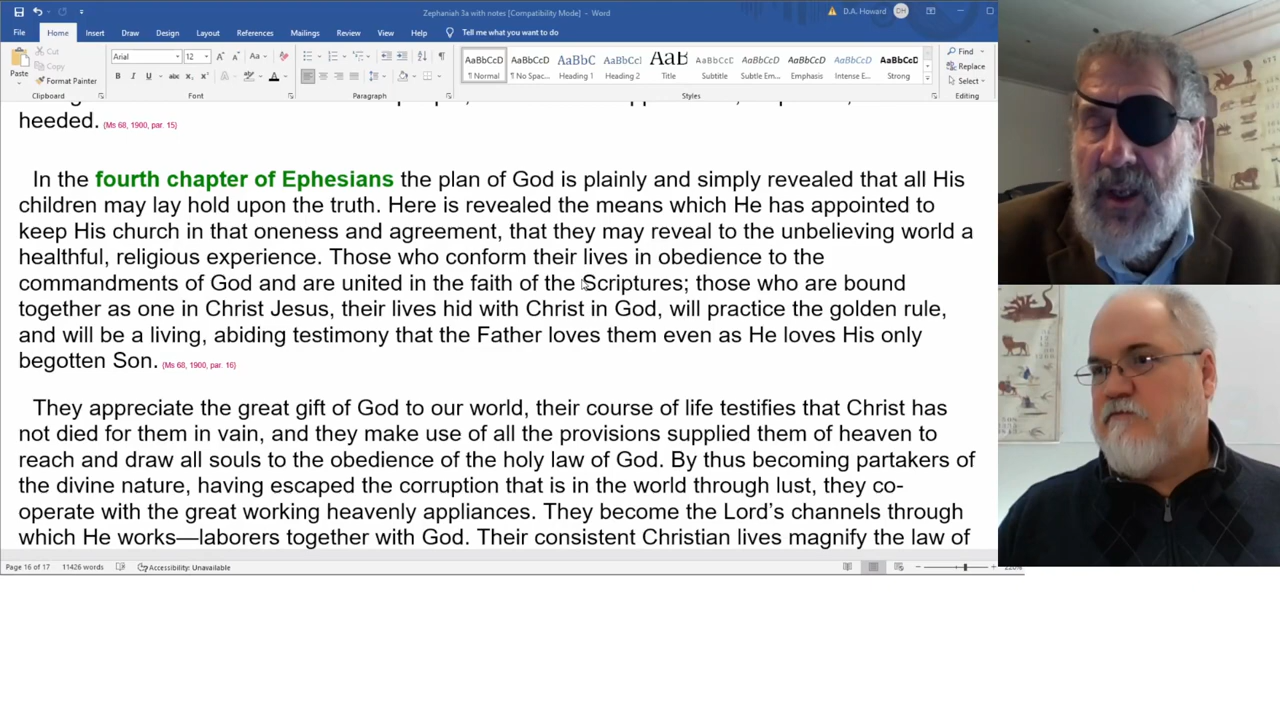 Zephaniah 3a with notes [Compatibility Mode] - Word
D.A. Howard
DH
File Home Insert Draw Design Layout References Mailings Review View Help Tell me what you want to do
Paste
Cut
Copy
Format Painter
Clipboard
Arial 12
Font
Paragraph
AaBbCcD AaBbCcD AaBbC AaBbCcI AaB AaBbCcD AaBbCcD AaBbCcD AaBbCcD AaBbCcD
¶ Normal ¶ No Spac... Heading 1 Heading 2 Title Subtitle Subtle Em... Emphasis Intense E... Strong
Styles
Find
Replace
Select
Editing
heeded. {Ms 68, 1900, par. 15}
In the fourth chapter of Ephesians the plan of God is plainly and simply revealed that all His
children may lay hold upon the truth. Here is revealed the means which He has appointed to
keep His church in that oneness and agreement, that they may reveal to the unbelieving world a
healthful, religious experience. Those who conform their lives in obedience to the
commandments of God and are united in the faith of the Scriptures; those who are bound
together as one in Christ Jesus, their lives hid with Christ in God, will practice the golden rule,
and will be a living, abiding testimony that the Father loves them even as He loves His only
begotten Son. {Ms 68, 1900, par. 16}
They appreciate the great gift of God to our world, their course of life testifies that Christ has
not died for them in vain, and they make use of all the provisions supplied them of heaven to
reach and draw all souls to the obedience of the holy law of God. By thus becoming partakers of
the divine nature, having escaped the corruption that is in the world through lust, they co-
operate with the great working heavenly appliances. They become the Lord's channels through
which He works—laborers together with God. Their consistent Christian lives magnify the law of
Page 16 of 17 11426 words Accessibility: Unavailable